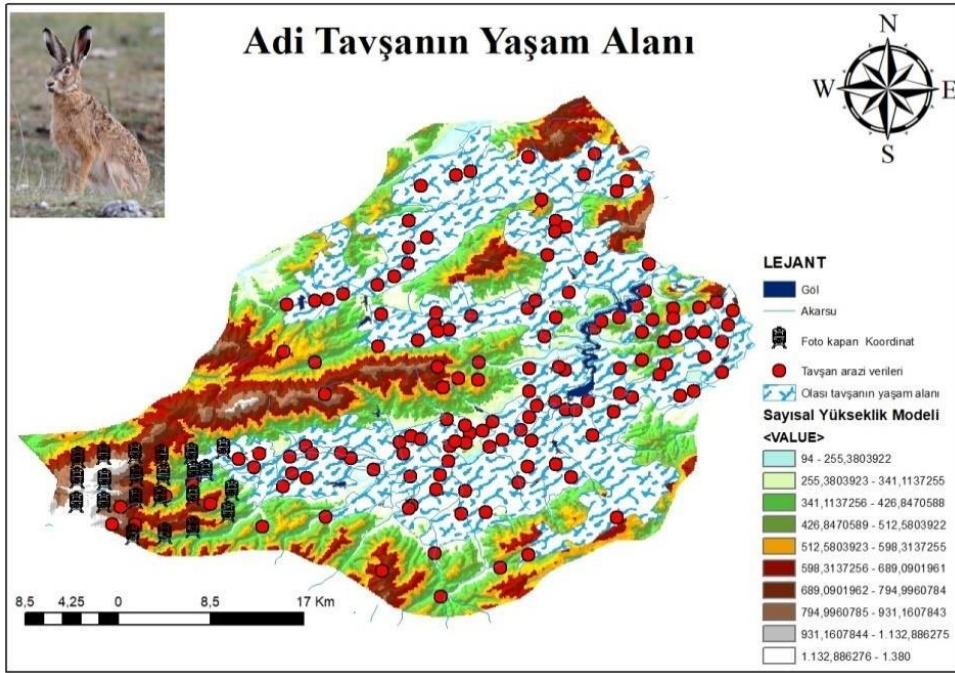 Adi Tavşanın Yaşam Alanı
N
W E
S
LEJANT
Göl
Akarsu
Foto kapan Koordinat
Tavşan arazi verileri
Olası tavşanın yaşam alanı
Sayısal Yükseklik Modeli
<VALUE>
94 - 255,3803922
255,3803923 - 341,1137255
341,1137256 - 426,8470588
426,8470589 - 512,5803922
512,5803923 - 598,3137255
598,3137256 - 689,0901961
689,0901962 - 794,9960784
794,9960785 - 931,1607843
931,1607844 - 1.132,886275
1.132,886276 - 1.380
8,5 4,25 0 8,5 17 Km